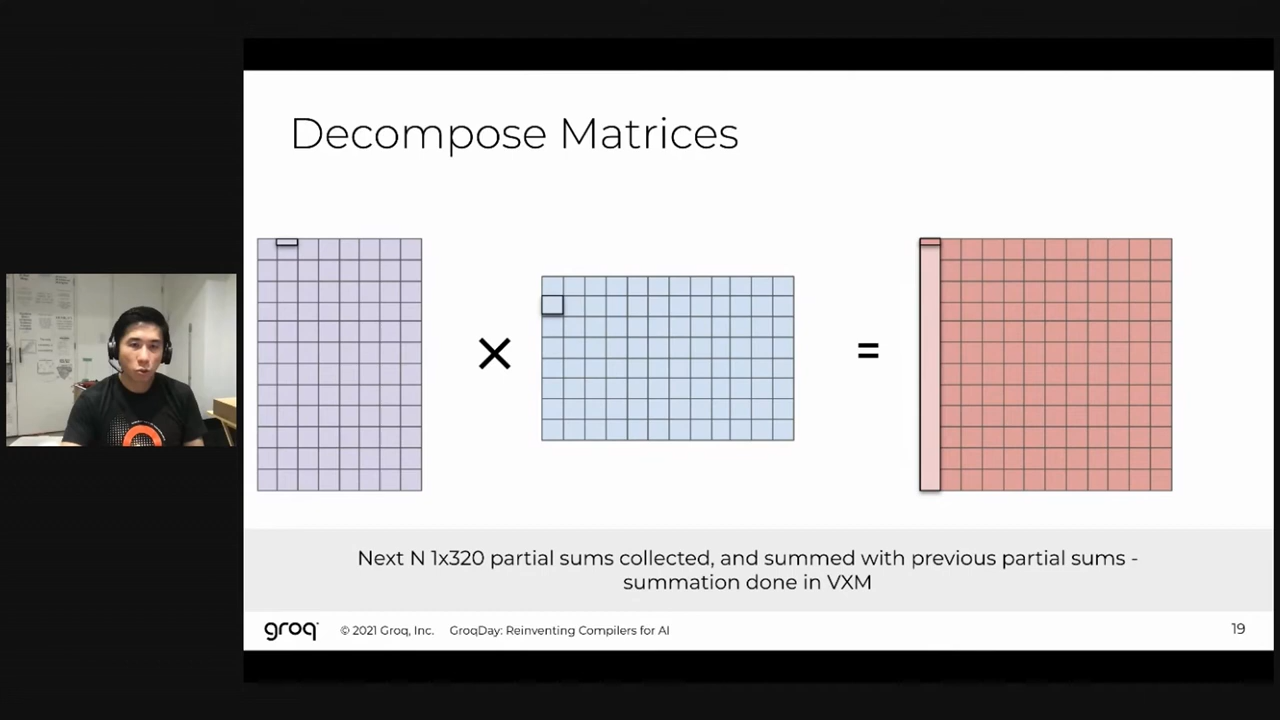 Decompose Matrices
×
=
Next N 1x320 partial sums collected, and summed with previous partial sums -
summation done in VXM
groq
© 2021 Groq, Inc. GroqDay: Reinventing Compilers for AI
19